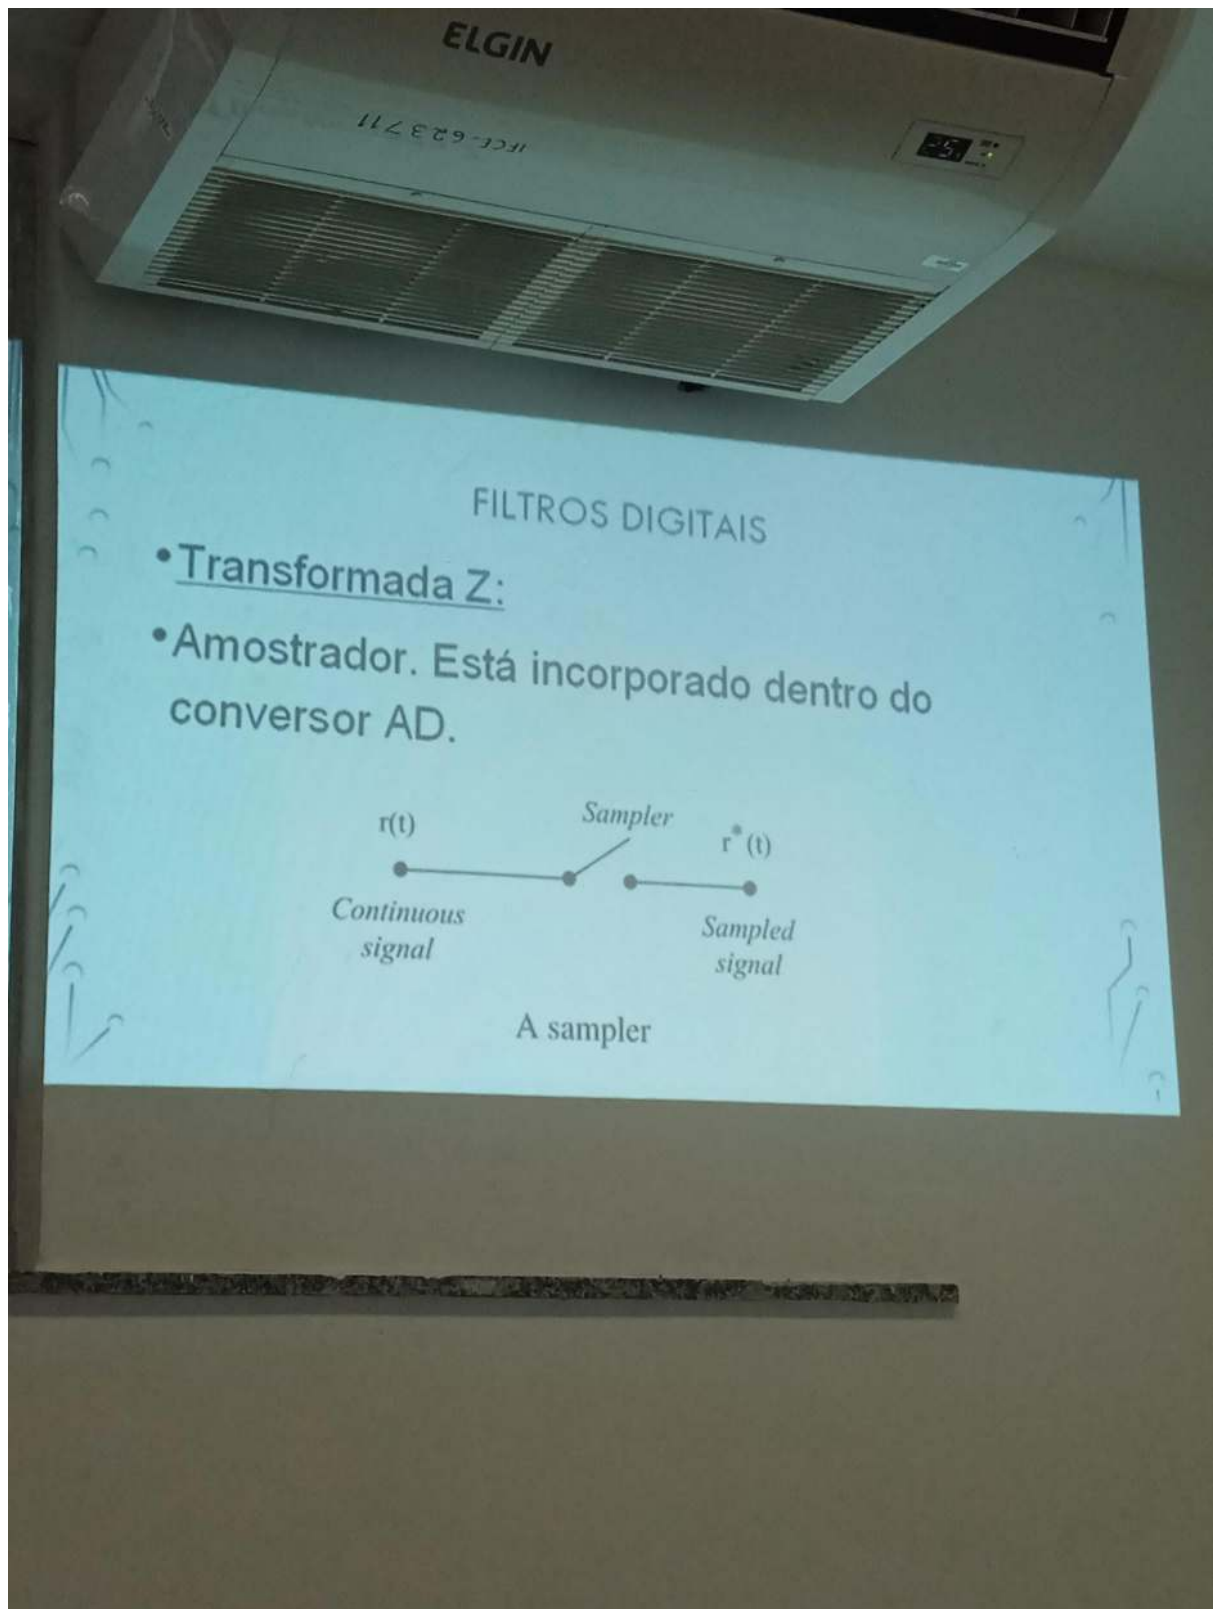 ELGIN
IFCE-623711
FILTROS DIGITAIS
•Transformada Z:
•Amostrador. Está incorporado dentro do
conversor AD.
r(t)
Sampler
r*(t)
Continuous
signal
Sampled
signal
A sampler